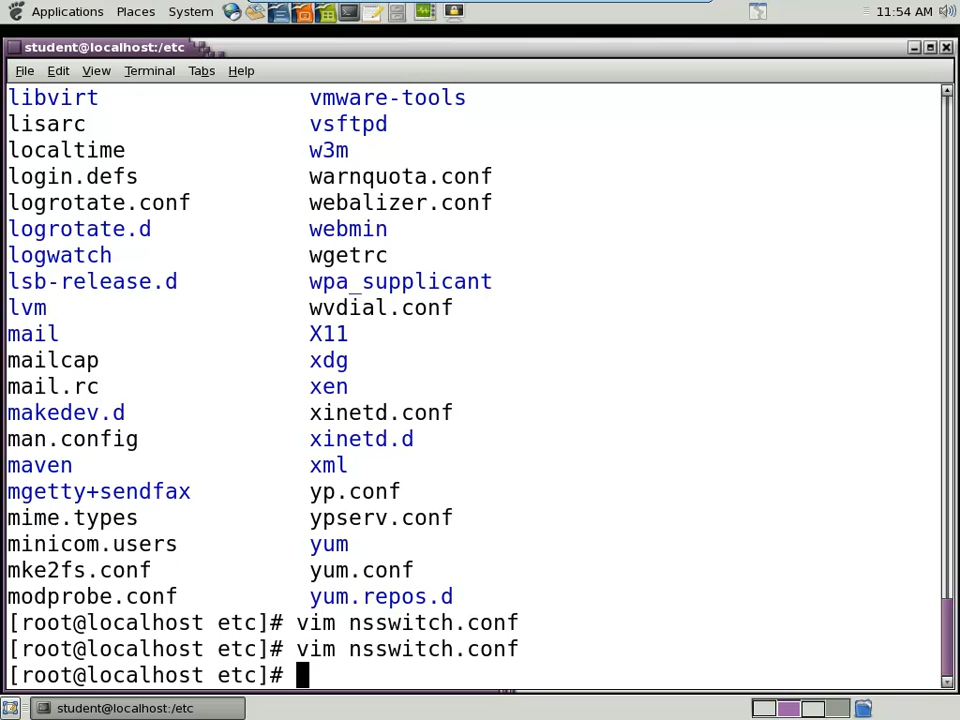 Applications Places System 11:54 AM
student@localhost:/etc
File Edit View Terminal Tabs Help
libvirt vmware-tools
lisarc vsftpd
localtime w3m
login.defs warnquota.conf
logrotate.conf webalizer.conf
logrotate.d webmin
logwatch wgetrc
lsb-release.d wpa_supplicant
lvm wvdial.conf
mail X11
mailcap xdg
mail.rc xen
makedev.d xinetd.conf
man.config xinetd.d
maven xml
mgetty+sendfax yp.conf
mime.types ypserv.conf
minicom.users yum
mke2fs.conf yum.conf
modprobe.conf yum.repos.d
[root@localhost etc]# vim nsswitch.conf
[root@localhost etc]# vim nsswitch.conf
[root@localhost etc]#
student@localhost:/etc